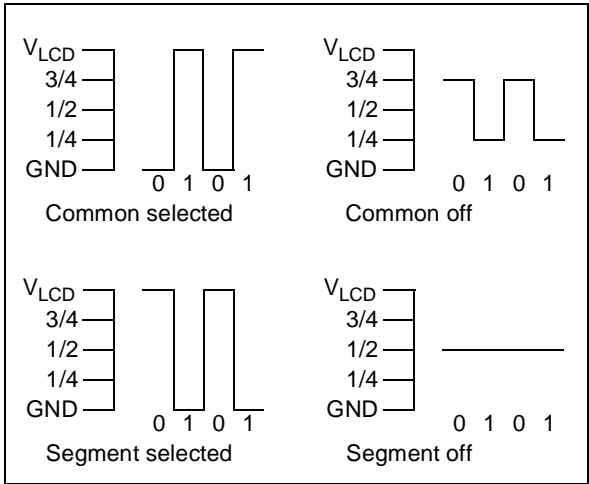 VLCD
3/4
1/2
1/4
GND
0 1 0 1
Common selected
VLCD
3/4
1/2
1/4
GND
0 1 0 1
Common off
VLCD
3/4
1/2
1/4
GND
0 1 0 1
Segment selected
VLCD
3/4
1/2
1/4
GND
0 1 0 1
Segment off